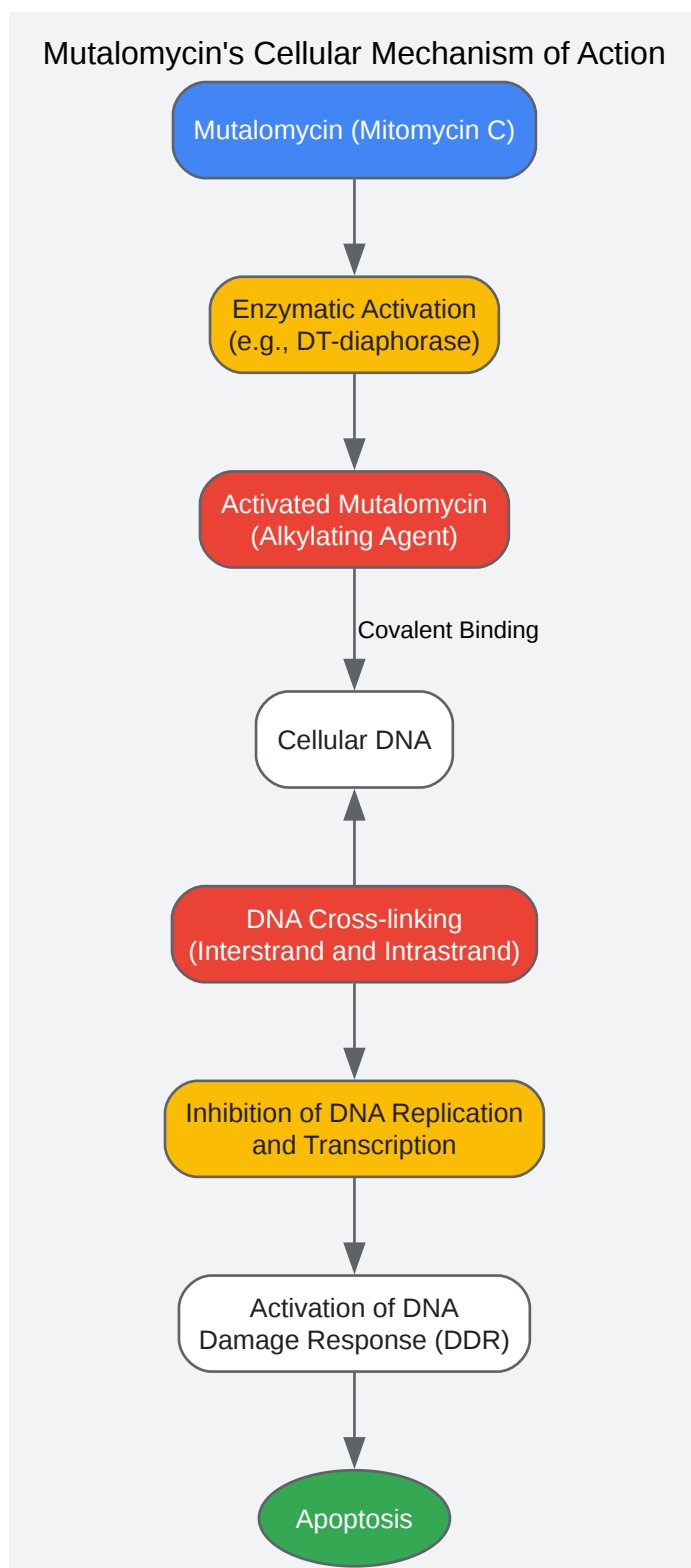 Mutalomycin's Cellular Mechanism of Action
Mutalomycin (Mitomycin C)
Enzymatic Activation
(e.g., DT-diaphorase)
Activated Mutalomycin
(Alkylating Agent)
Covalent Binding
Cellular DNA
DNA Cross-linking
(Interstrand and Intrastrand)
Inhibition of DNA Replication
and Transcription
Activation of DNA
Damage Response (DDR)
Apoptosis